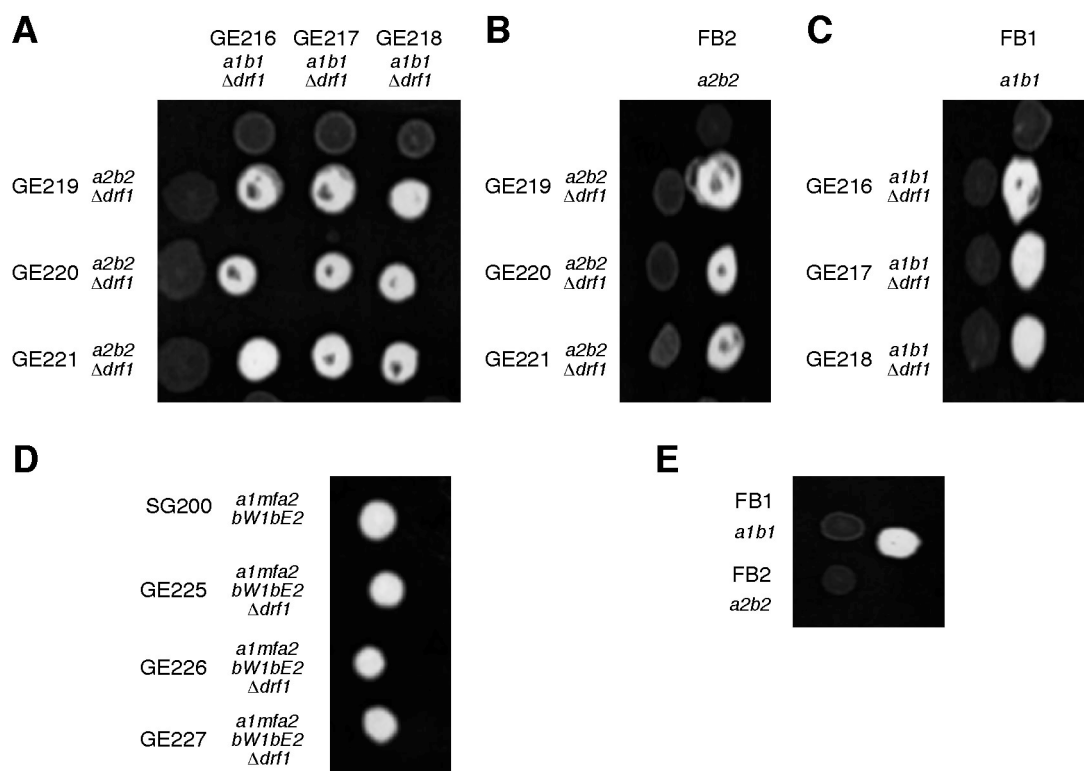 A
GE216 GE217 GE218
a1b1 a1b1 a1b1
Δdrf1 Δdrf1 Δdrf1
GE219 a2b2
Δdrf1
GE220 a2b2
Δdrf1
GE221 a2b2
Δdrf1
B
FB2
a2b2
GE219 a2b2
Δdrf1
GE220 a2b2
Δdrf1
GE221 a2b2
Δdrf1
C
FB1
a1b1
GE216 a1b1
Δdrf1
GE217 a1b1
Δdrf1
GE218 a1b1
Δdrf1
D
SG200 a1mfa2
bW1bE2
GE225 a1mfa2
bW1bE2
Δdrf1
GE226 a1mfa2
bW1bE2
Δdrf1
GE227 a1mfa2
bW1bE2
Δdrf1
E
FB1
a1b1
FB2
a2b2